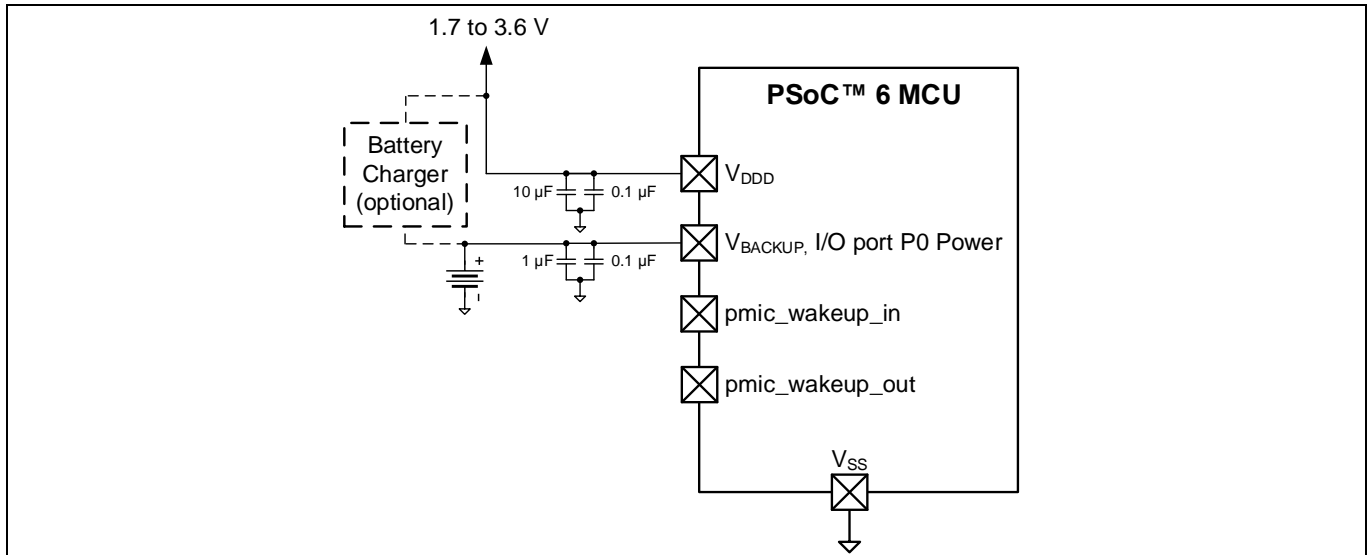 1.7 to 3.6 V
PSoC™ 6 MCU
Battery
Charger
(optional)
VDDD
10 µF
0.1 µF
VBACKUP, I/O port P0 Power
1 µF
0.1 µF
+
-
pmic_wakeup_in
pmic_wakeup_out
VSS